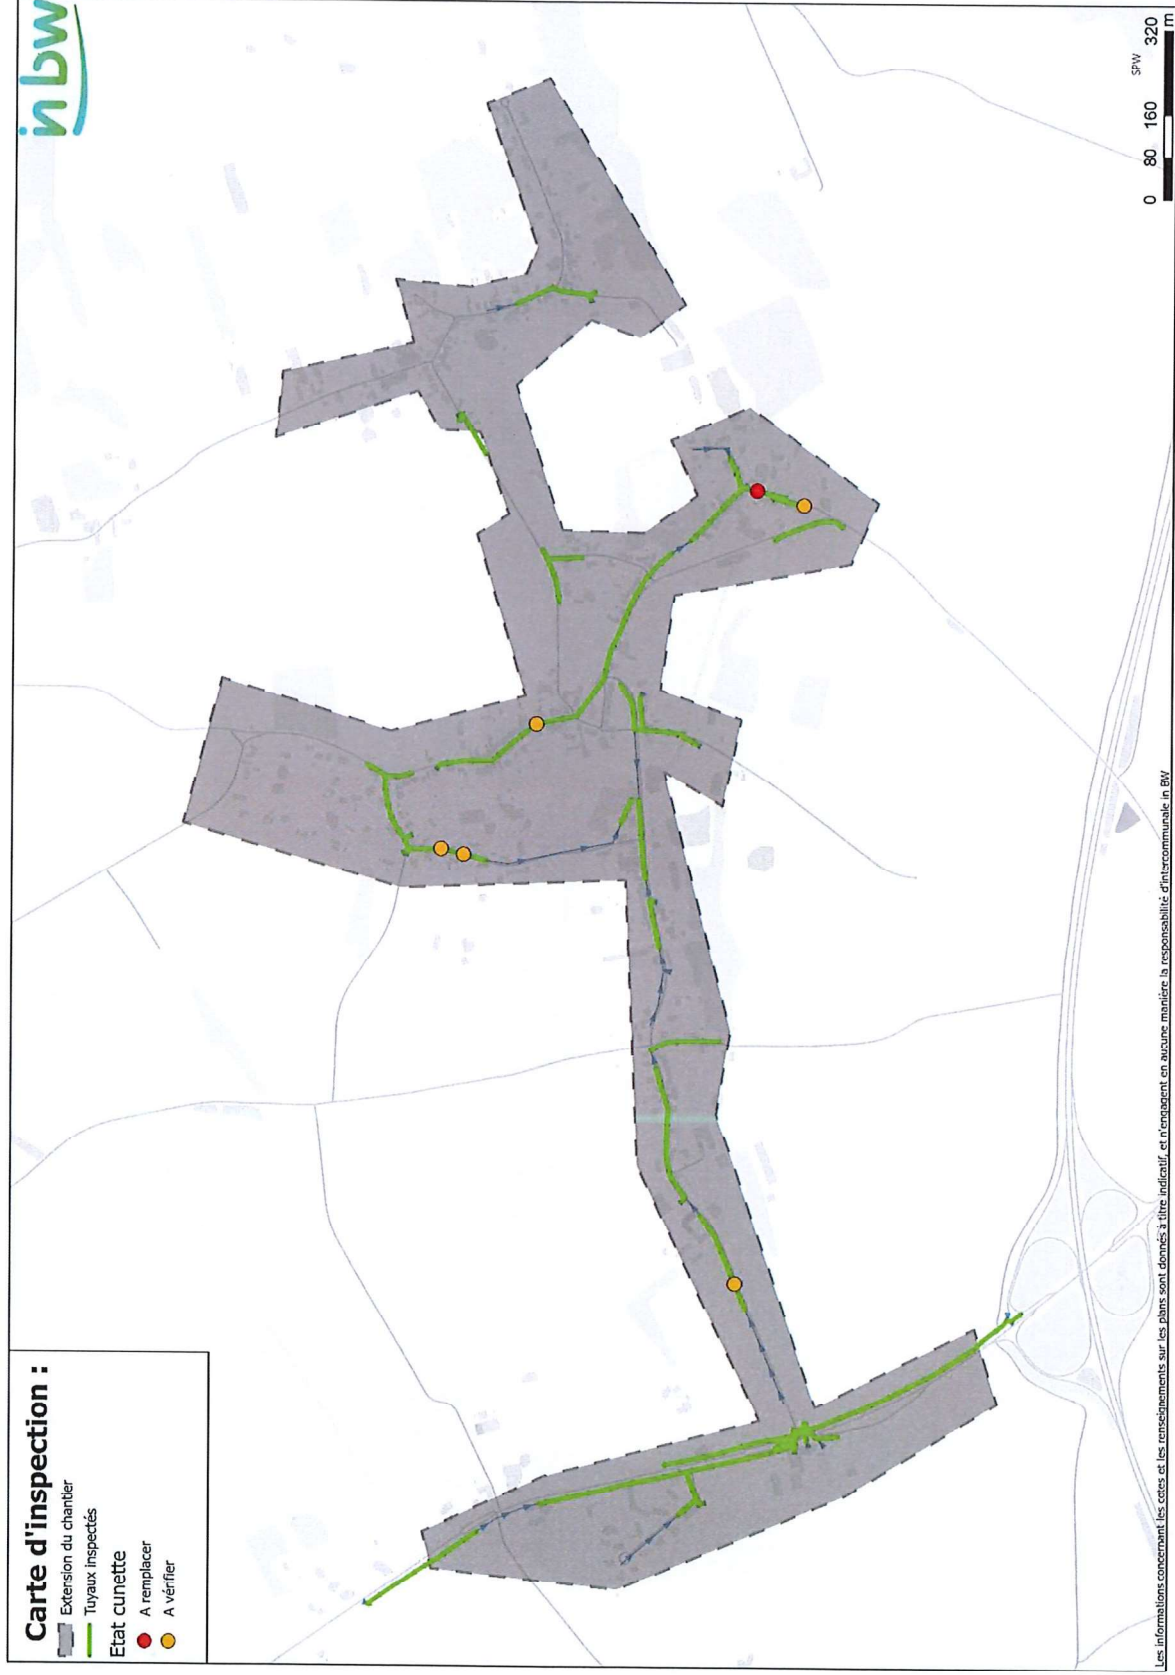 in bw
Carte d'inspection :
Extension du chantier
Tuyaux inspectés
Etat cunette
A remplacer
A vérifier
SPW
0 80 160 320
m
Les informations concernant les cotes et les renseignements sur les plans sont donnés à titre indicatif, et n'engagent en aucune manière la responsabilité d'intercommunale in BW